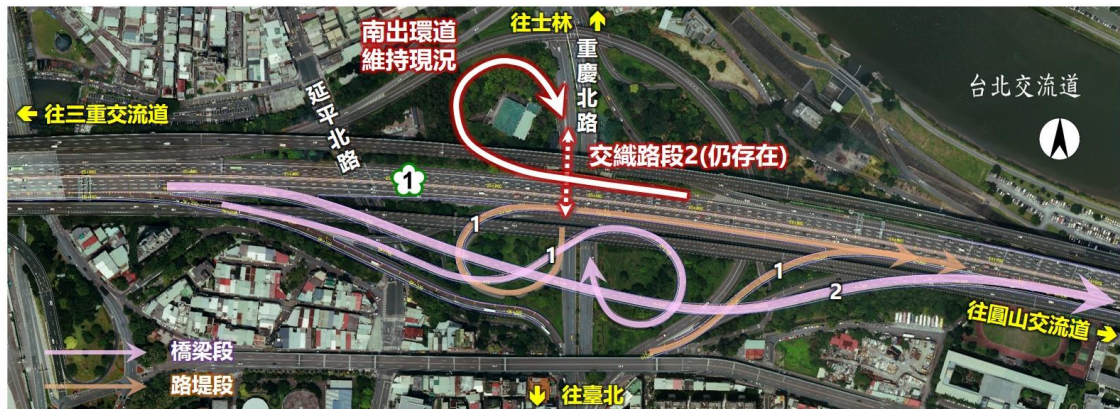 往士林
南出環道
維持現況
重慶北路
延平北路
台北交流道
往三重交流道
交織路段2(仍存在)
1
1
1
1
2
往圓山交流道
橋梁段
路堤段
往臺北